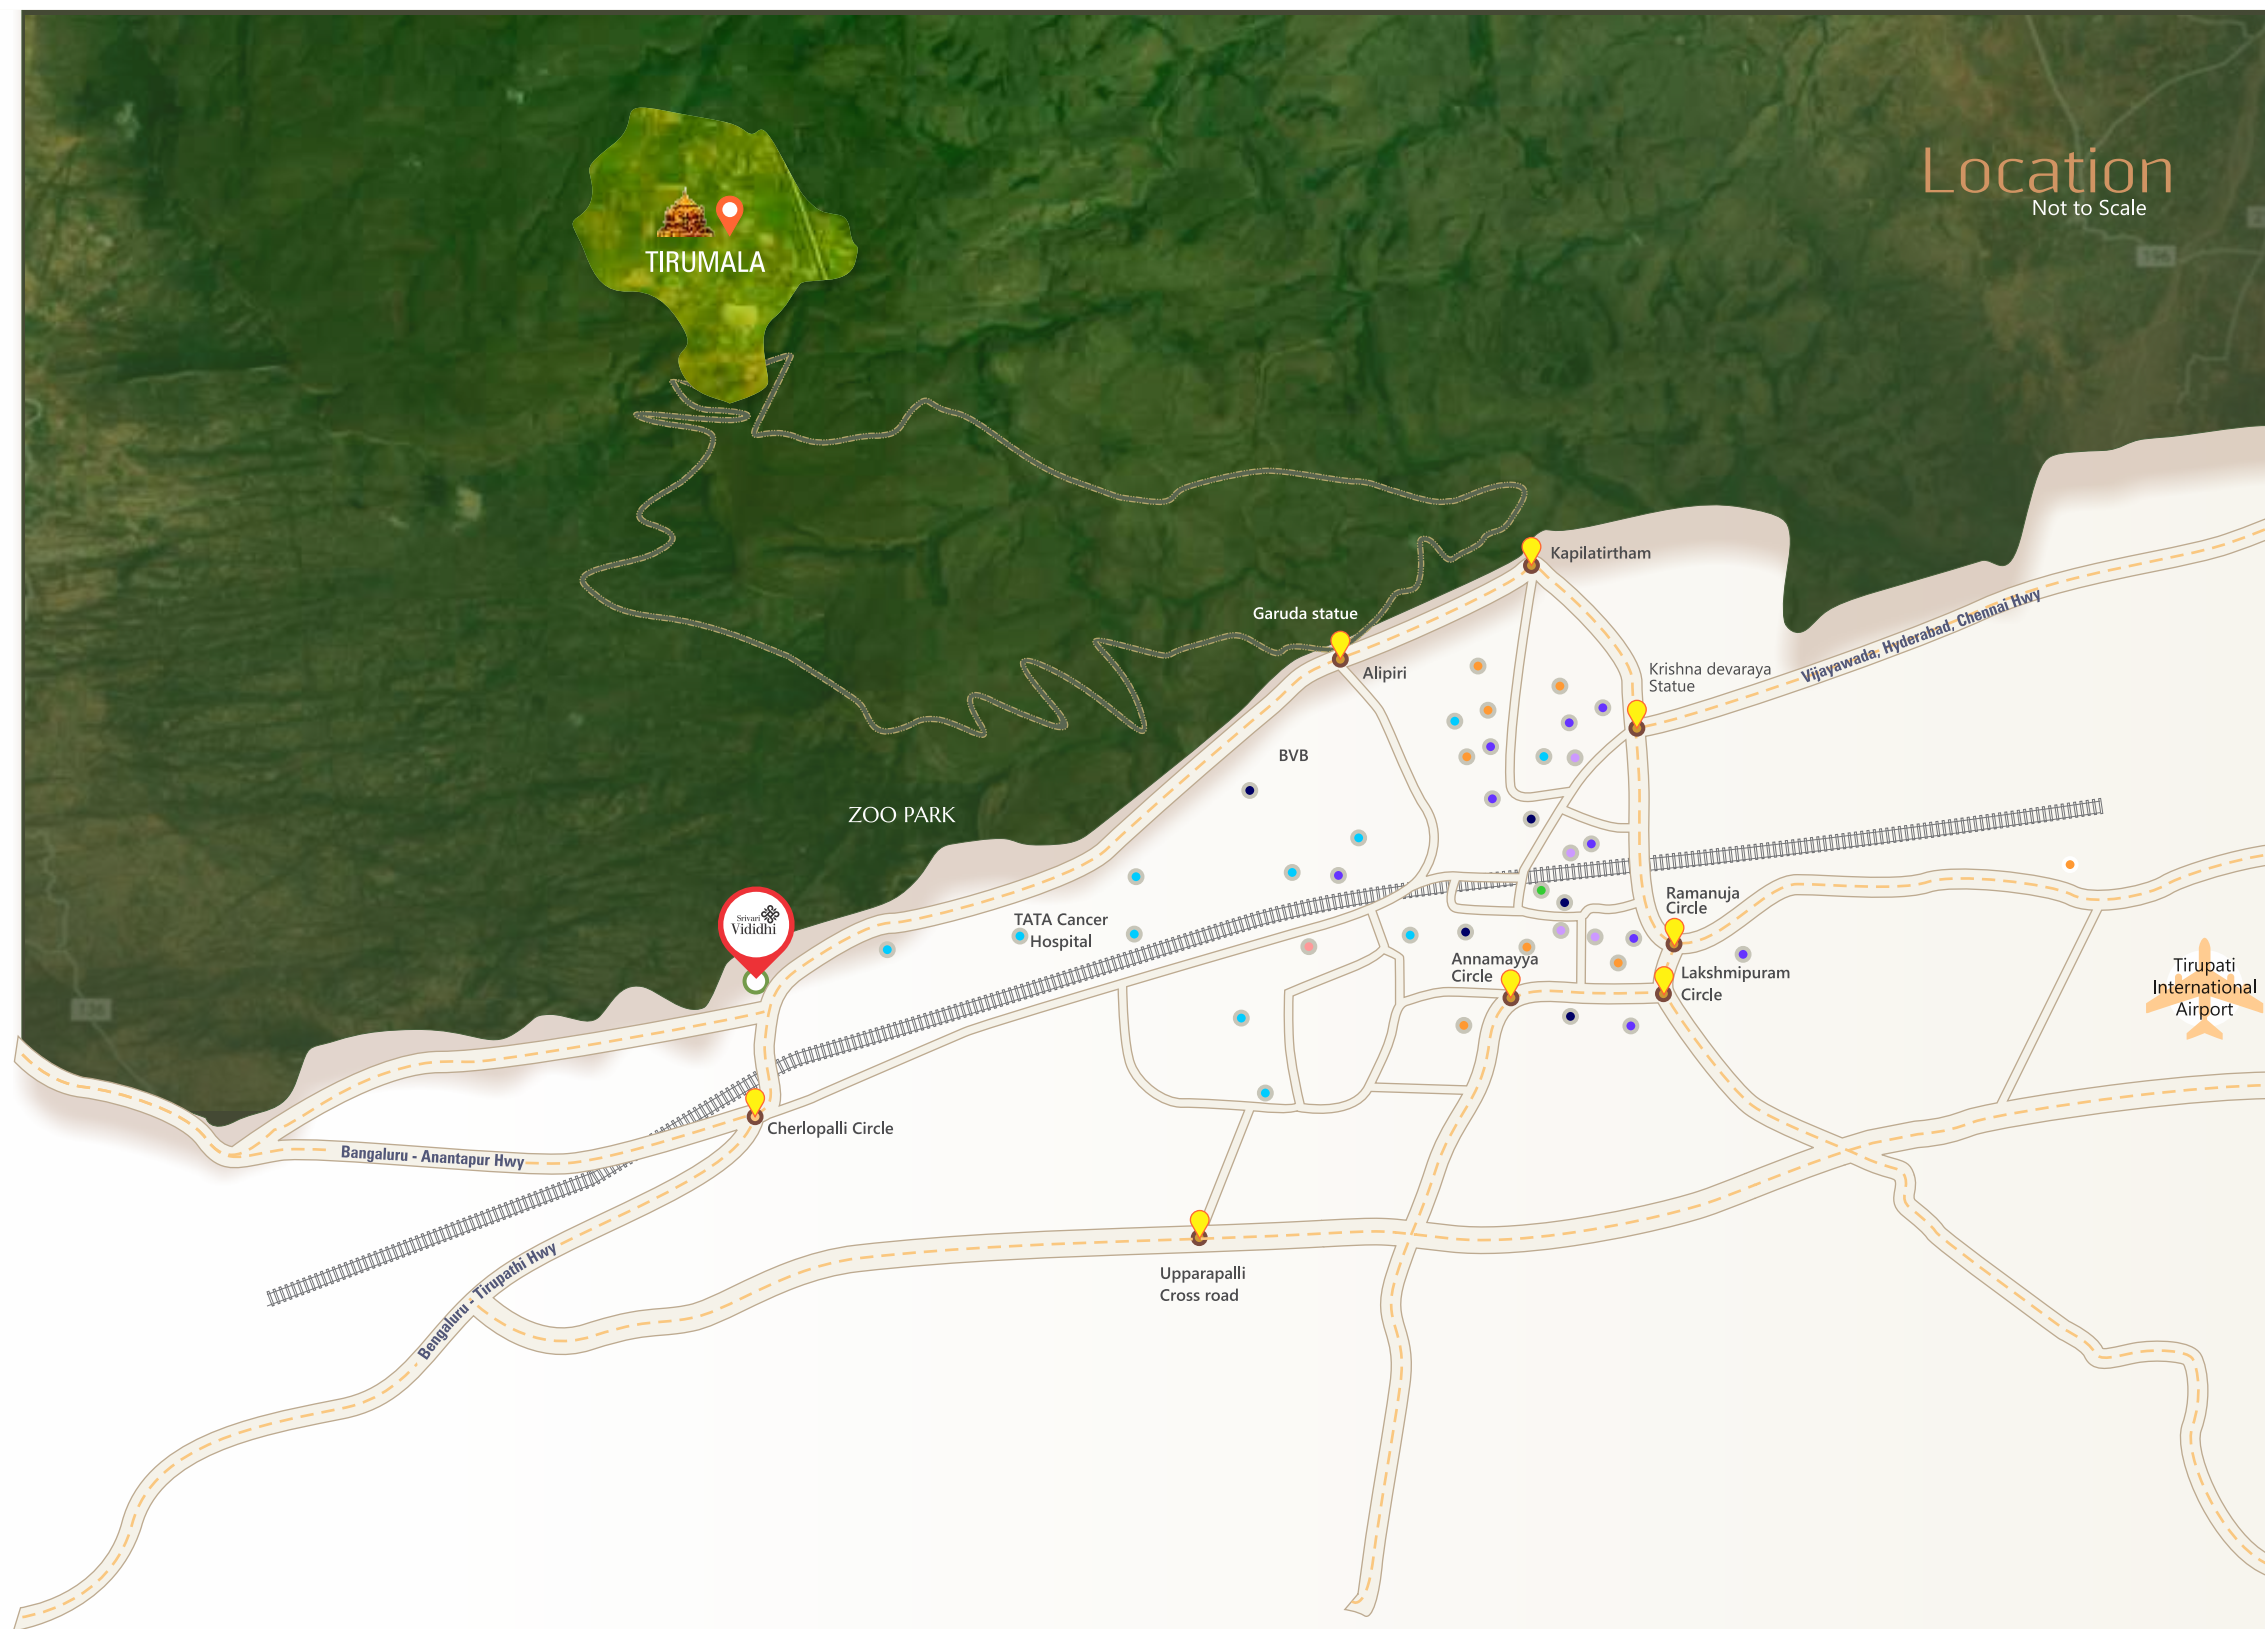 Location
Not to Scale
196
TIRUMALA
Kapilatirtham
Garuda statue
Alipiri
Krishna devaraya
Statue
Vijayawada, Hyderabad, Chennai Hwy
BVB
ZOO PARK
Srivari
Vididhi
TATA Cancer
Hospital
Ramanuja
Circle
Annamayya
Circle
Lakshmipuram
Circle
Tirupati
International
Airport
Cherlopalli Circle
Bangaluru - Anantapur Hwy
Bengaluru - Tirupathi Hwy
Upparapalli
Cross road